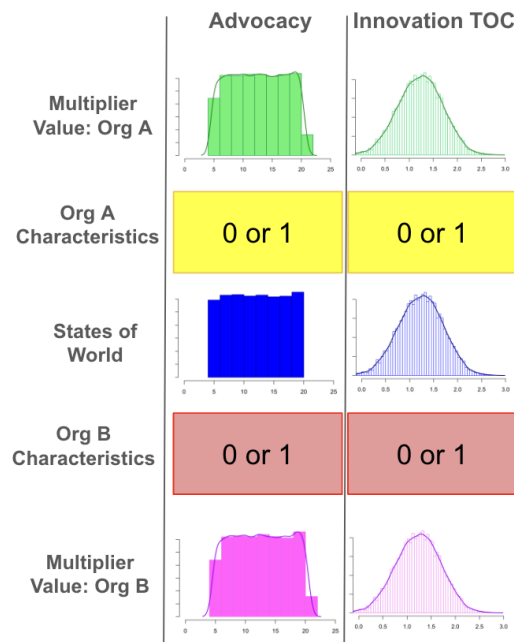 Advocacy Innovation TOC
Multiplier
Value: Org A
0 5 10 15 20 25
0.0 0.5 1.0 1.5 2.0 2.5 3.0
Org A
Characteristics
0 or 1 0 or 1
States of
World
0 5 10 15 20 25
0.0 0.5 1.0 1.5 2.0 2.5 3.0
Org B
Characteristics
0 or 1 0 or 1
Multiplier
Value: Org B
0 5 10 15 20 25
0.0 0.5 1.0 1.5 2.0 2.5 3.0